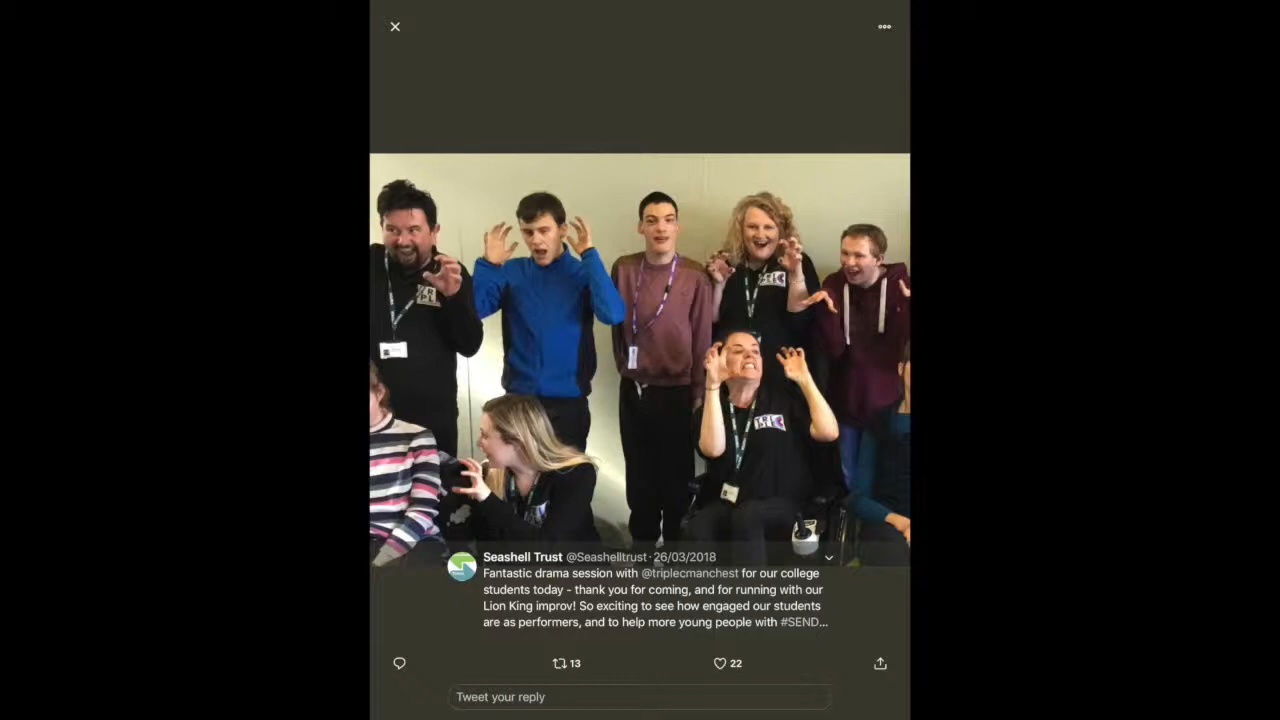 Seashell Trust @Seashelltrust · 26/03/2018
Fantastic drama session with @triplecmanchest for our college
students today - thank you for coming, and for running with our
Lion King improv! So exciting to see how engaged our students
are as performers, and to help more young people with #SEND...
13
22
Tweet your reply